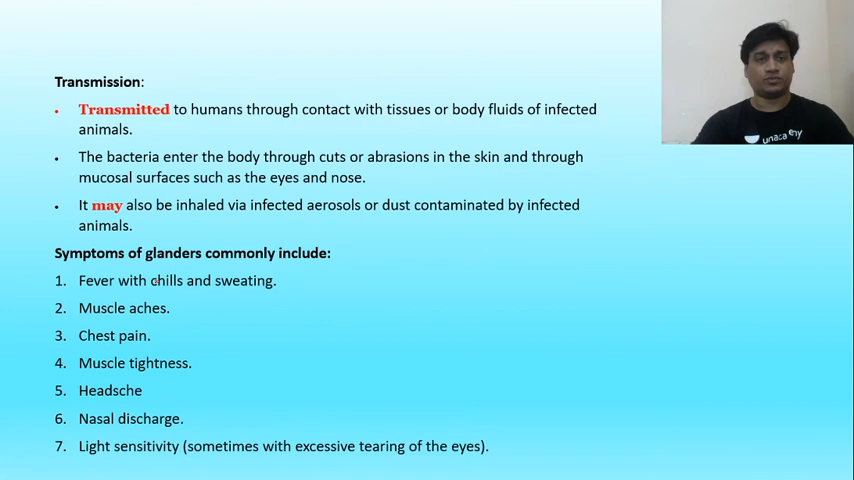 Transmission:
• Transmitted to humans through contact with tissues or body fluids of infected
animals.
• The bacteria enter the body through cuts or abrasions in the skin and through
mucosal surfaces such as the eyes and nose.
• It may also be inhaled via infected aerosols or dust contaminated by infected
animals.
Symptoms of glanders commonly include:
1. Fever with chills and sweating.
2. Muscle aches.
3. Chest pain.
4. Muscle tightness.
5. Headsche
6. Nasal discharge.
7. Light sensitivity (sometimes with excessive tearing of the eyes).